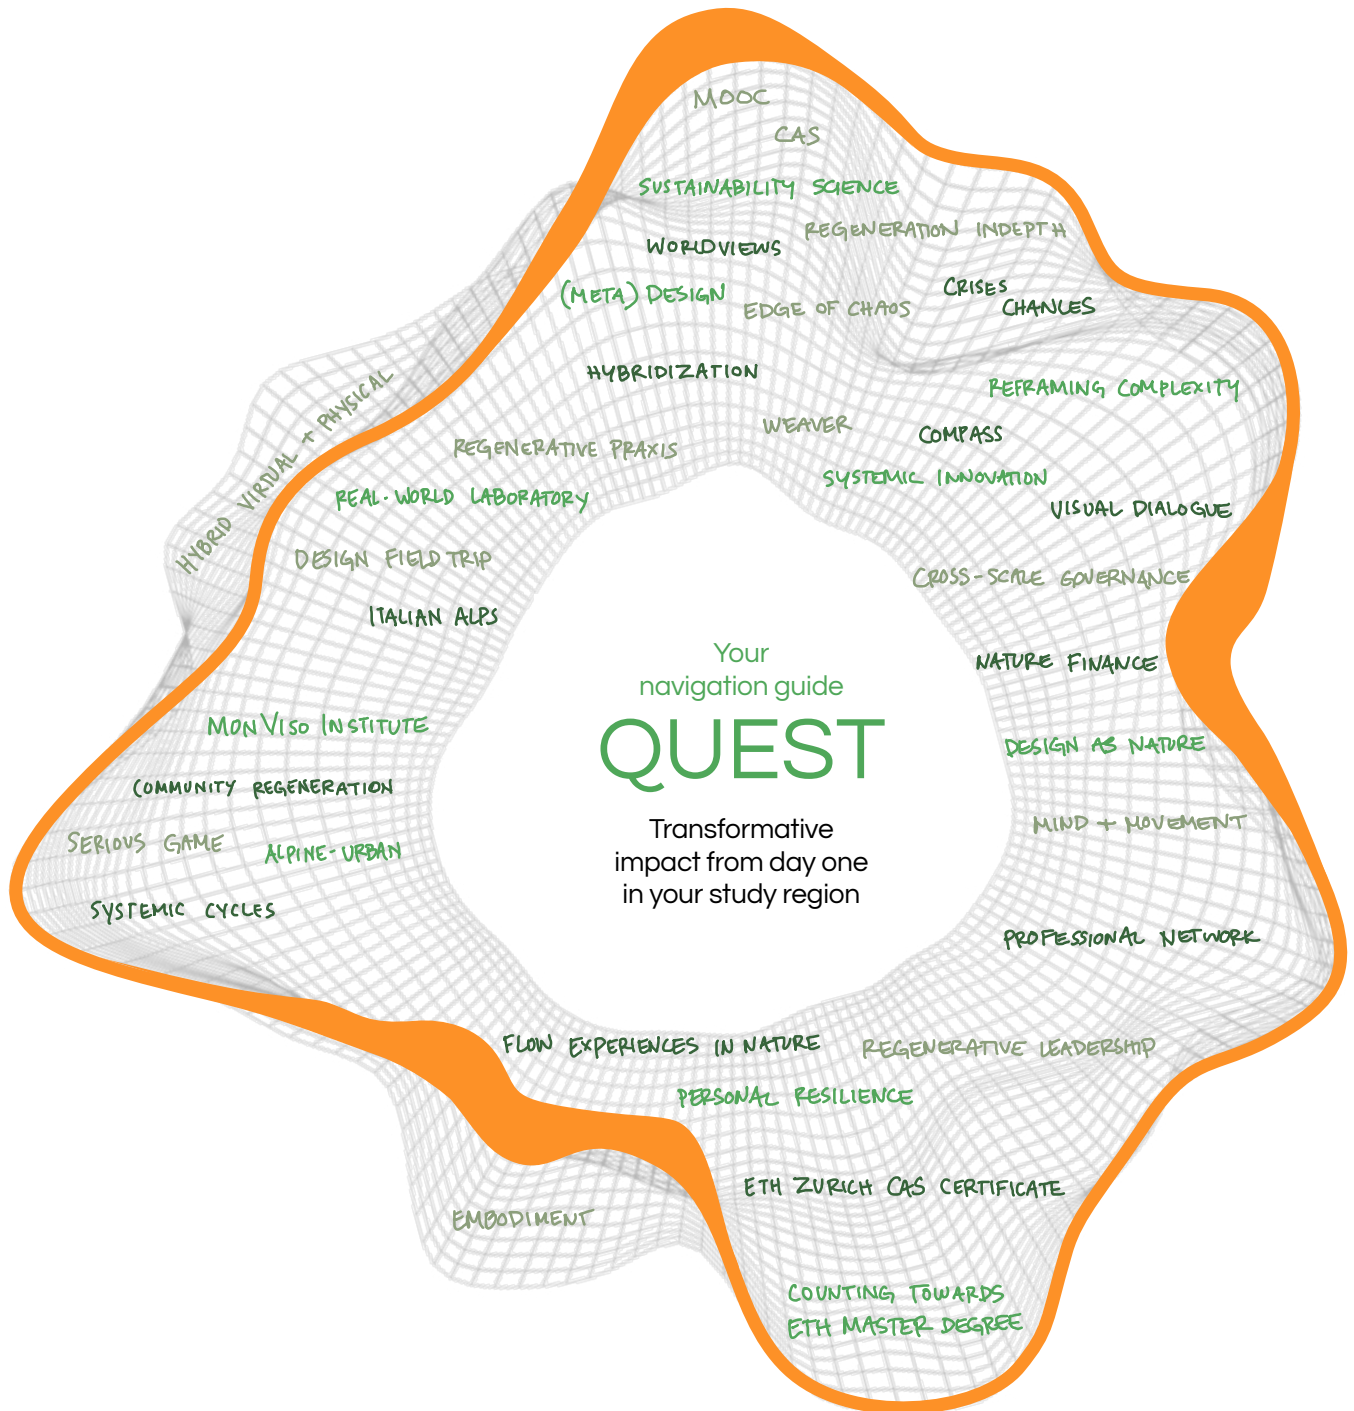 MOOC
CAS
SUSTAINABILITY SCIENCE
REGENERATION INDEPTH
WORLDVIEWS
(META) DESIGN
EDGE OF CHAOS
CRISES
CHANCES
HYBRIDIZATION
REFRAMING COMPLEXITY
HYBRID VIRTUAL + PHYSICAL
WEAVER
COMPASS
REGENERATIVE PRAXIS
SYSTEMIC INNOVATION
REAL-WORLD LABORATORY
VISUAL DIALOGUE
DESIGN FIELD TRIP
CROSS-SCALE GOVERNANCE
ITALIAN ALPS
NATURE FINANCE
Your
navigation guide
QUEST
Transformative
impact from day one
in your study region
MONVISO INSTITUTE
DESIGN AS NATURE
COMMUNITY REGENERATION
MIND + MOVEMENT
SERIOUS GAME
ALPINE-URBAN
SYSTEMIC CYCLES
PROFESSIONAL NETWORK
FLOW EXPERIENCES IN NATURE
REGENERATIVE LEADERSHIP
PERSONAL RESILIENCE
ETH ZURICH CAS CERTIFICATE
EMBODIMENT
COUNTING TOWARDS
ETH MASTER DEGREE